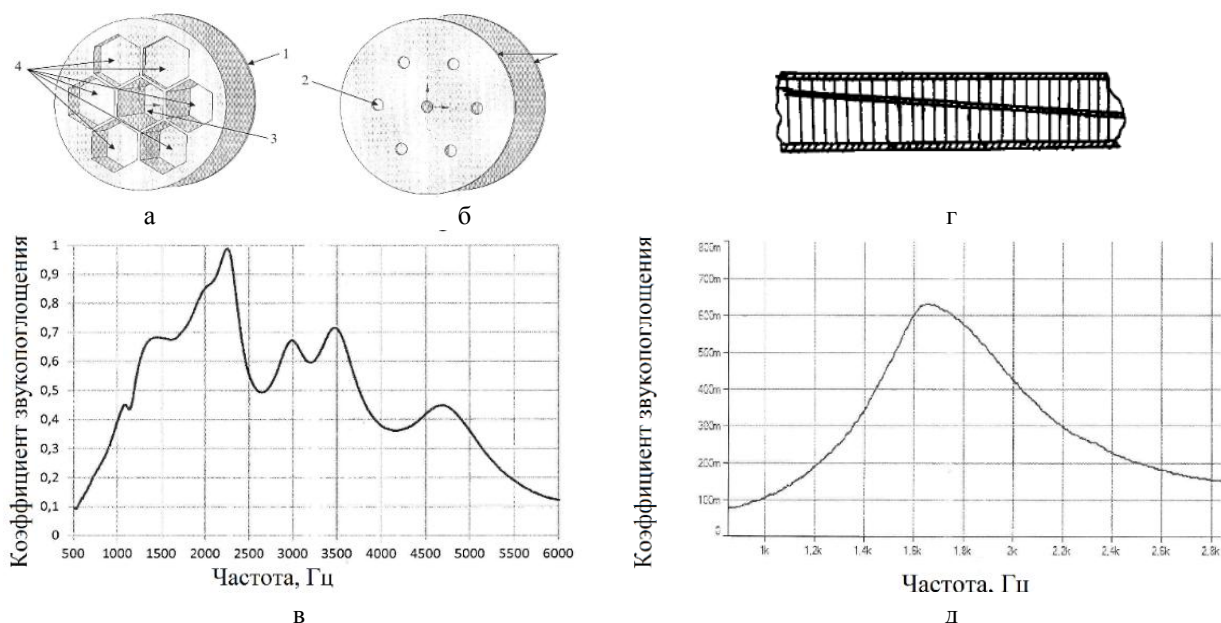 4
1
3
а
2
б
г
Коэффициент звукопоглощения
1
0,9
0,8
0,7
0,6
0,5
0,4
0,3
0,2
0,1
0
500 1000 1500 2000 2500 3000 3500 4000 4500 5000 5500 6000
Частота, Гц
в
Коэффициент звукопоглощения
800m
700m
600m
500m
400m
300m
200m
100m
1k 1.2k 1.4k 1.6k 1.8k 2k 2.2k 2.4k 2.6k 2.8k
Частота, Гц
д